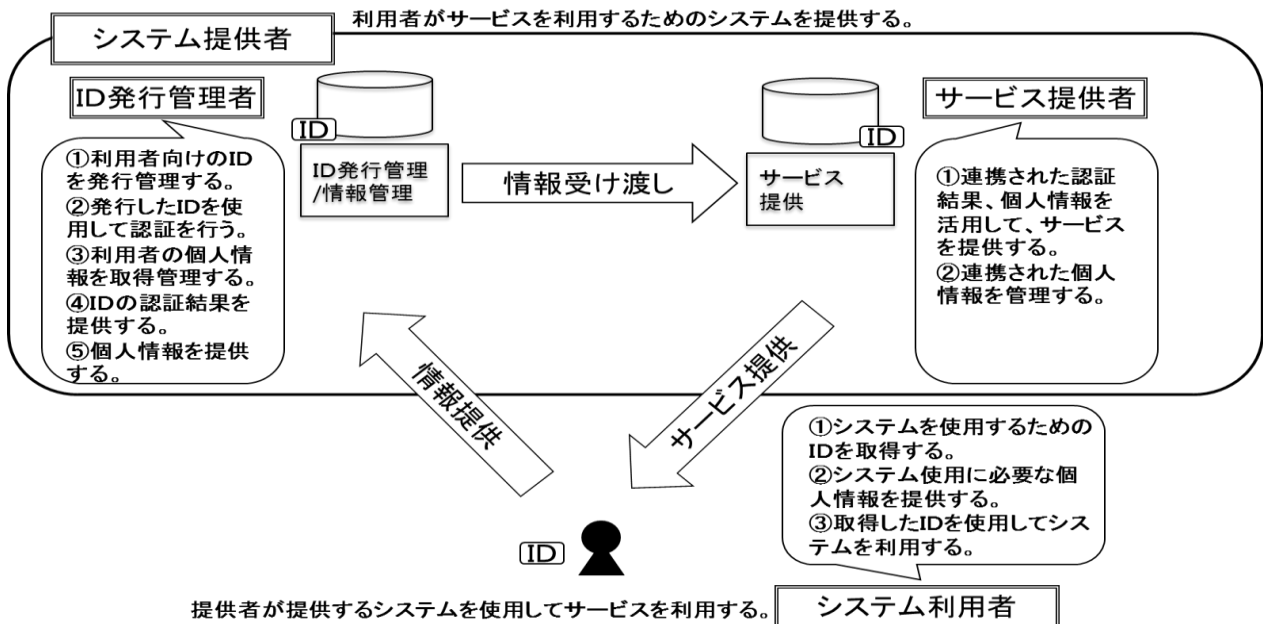 利用者がサービスを利用するためのシステムを提供する。
システム提供者
ID発行管理者
①利用者向けのID
を発行管理する。
②発行したIDを使
用して認証を行う。
③利用者の個人情
報を取得管理する。
④IDの認証結果を
提供する。
⑤個人情報を提供
する。
ID
ID発行管理
/情報管理
情報受け渡し
ID
サービス
提供
サービス提供者
①連携された認証
結果、個人情報を
活用して、サービス
を提供する。
②連携された個人
情報を管理する。
情報提供
サービス提供
①システムを使用するための
IDを取得する。
②システム使用に必要な個
人情報を提供する。
③取得したIDを使用してシス
テムを利用する。
ID
提供者が提供するシステムを使用してサービスを利用する。
システム利用者